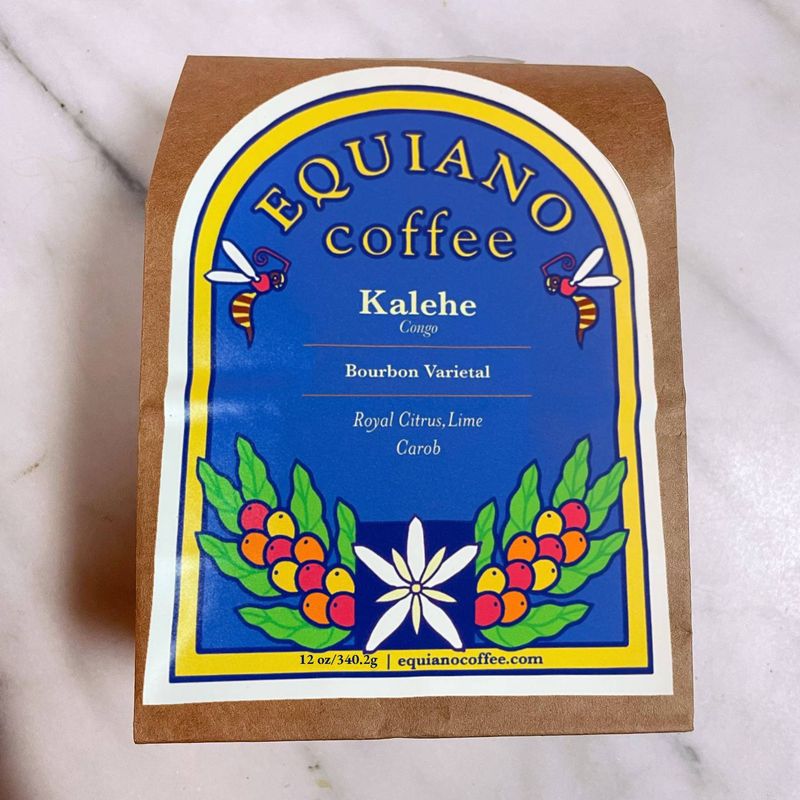 EQUIANO
coffee
Kalehe
Congo
Bourbon Varietal
Royal Citrus, Lime
Carob
12 oz/340.2g | equianocoffee.com